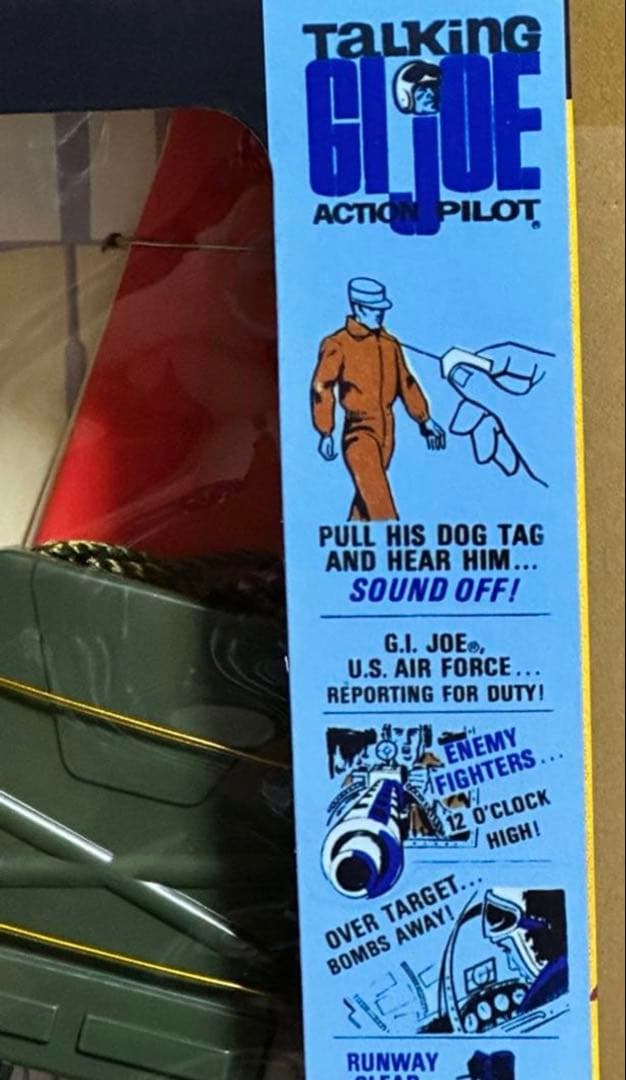 TALKING
GI JOE
ACTION PILOT®
PULL HIS DOG TAG
AND HEAR HIM...
SOUND OFF!
G.I. JOE®,
U.S. AIR FORCE...
REPORTING FOR DUTY!
ENEMY
FIGHTERS...
12 O'CLOCK
HIGH!
OVER TARGET...
BOMBS AWAY!
RUNWAY
CLEAR